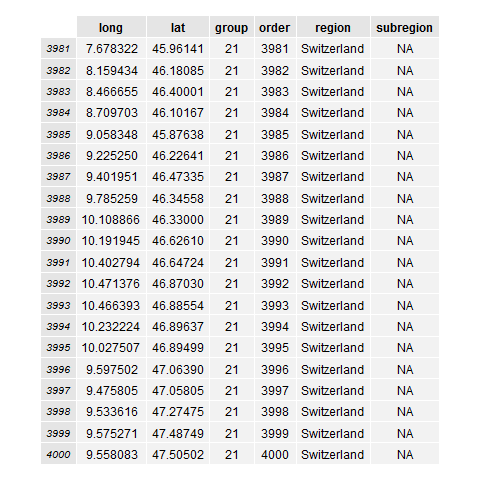 long lat group order region subregion
3981 7.678322 45.96141 21 3981 Switzerland NA
3982 8.159434 46.18085 21 3982 Switzerland NA
3983 8.466655 46.40001 21 3983 Switzerland NA
3984 8.709703 46.10167 21 3984 Switzerland NA
3985 9.058348 45.87638 21 3985 Switzerland NA
3986 9.225250 46.22641 21 3986 Switzerland NA
3987 9.401951 46.47335 21 3987 Switzerland NA
3988 9.785259 46.34558 21 3988 Switzerland NA
3989 10.108866 46.33000 21 3989 Switzerland NA
3990 10.191945 46.62610 21 3990 Switzerland NA
3991 10.402794 46.64724 21 3991 Switzerland NA
3992 10.471376 46.87030 21 3992 Switzerland NA
3993 10.466393 46.88554 21 3993 Switzerland NA
3994 10.232224 46.89637 21 3994 Switzerland NA
3995 10.027507 46.89499 21 3995 Switzerland NA
3996 9.597502 47.06390 21 3996 Switzerland NA
3997 9.475805 47.05805 21 3997 Switzerland NA
3998 9.533616 47.27475 21 3998 Switzerland NA
3999 9.575271 47.48749 21 3999 Switzerland NA
4000 9.558083 47.50502 21 4000 Switzerland NA